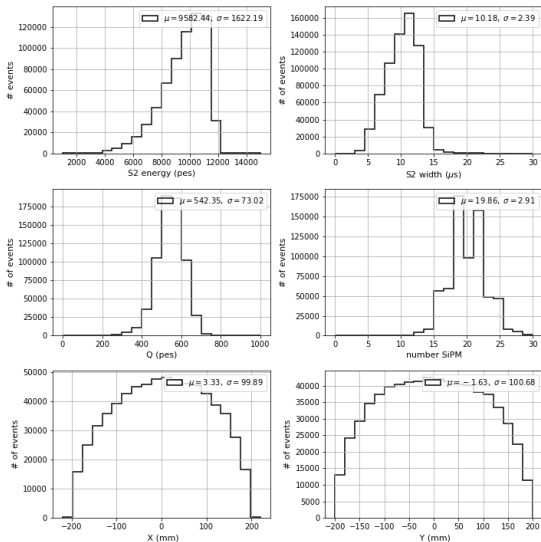 μ = 9582.44, σ = 1622.19
120000
100000
80000
60000
40000
20000
0
# events
2000 4000 6000 8000 10000 12000 14000
S2 energy (pes)
μ = 10.18, σ = 2.39
160000
140000
120000
100000
80000
60000
40000
20000
0
# of events
0 5 10 15 20 25 30
S2 width (μs)
μ = 542.35, σ = 73.02
175000
150000
125000
100000
75000
50000
25000
0
# of events
0 200 400 600 800 1000
Q (pes)
μ = 19.86, σ = 2.91
175000
150000
125000
100000
75000
50000
25000
0
# of events
0 5 10 15 20 25 30
number SiPM
μ = 3.33, σ = 99.89
50000
40000
30000
20000
10000
0
# of events
−200 −100 0 100 200
X (mm)
μ = −1.63, σ = 100.68
40000
35000
30000
25000
20000
15000
10000
5000
0
# of events
−200 −150 −100 −50 0 50 100 150 200
Y (mm)